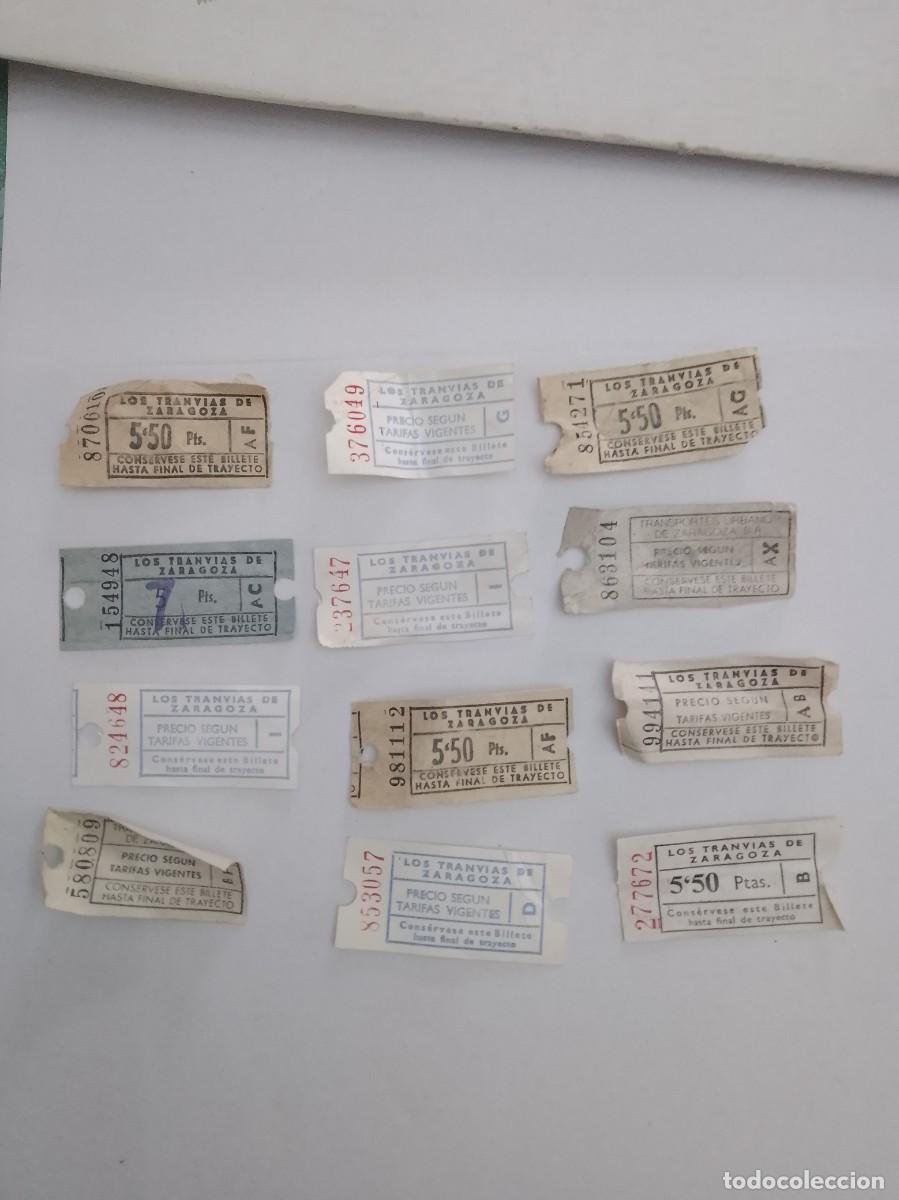 LOS TRANVIAS DE
ZARAGOZA
5'50 Pts.
AF
CONSERVESE ESTE BILLETE
HASTA FINAL DE TRAYECTO
376049
LOS TRANVIAS DE
ZARAGOZA
PRECIO SEGUN
TARIFAS VIGENTES
G
Consérvese este Billete
hasta final de trayecto
854271
LOS TRANVIAS DE
ZARAGOZA
5'50 Pts.
CONSERVESE ESTE BILLETE
HASTA FINAL DE TRAYECTO
154948
LOS TRANVIAS DE
ZARAGOZA
7
Pts.
AC
CONSERVESE ESTE BILLETE
HASTA FINAL DE TRAYECTO
237647
LOS TRANVIAS DE
ZARAGOZA
PRECIO SEGUN
TARIFAS VIGENTES
I
Consérvese este Billete
hasta final de trayecto
863104
TRANSPORTES URBANO
DE ZARAGOZA S/A
PRECIO SEGUN
TARIFAS VIGENTES
AX
CONSERVESE ESTE BILLETE
HASTA FINAL DE TRAYECTO
824648
LOS TRANVIAS DE
ZARAGOZA
PRECIO SEGUN
TARIFAS VIGENTES
I
Consérvese este Billete
hasta final de trayecto
981112
LOS TRANVIAS DE
ZARAGOZA
5'50 Pts.
AF
CONSERVESE ESTE BILLETE
HASTA FINAL DE TRAYECTO
994141
LOS TRANVIAS DE
ZARAGOZA
PRECIO SEGUN
TARIFAS VIGENTES
AB
CONSERVESE ESTE BILLETE
HASTA FINAL DE TRAYECTO
580809
PRECIO SEGUN
TARIFAS VIGENTES
CONSERVESE ESTE BILLETE
HASTA FINAL DE TRAYECTO
853057
LOS TRANVIAS DE
ZARAGOZA
PRECIO SEGUN
TARIFAS VIGENTES
D
Consérvese este Billete
hasta final de trayecto
277672
LOS TRANVIAS DE
ZARAGOZA
5'50 Ptas.
B
Consérvese este Billete
hasta final de trayecto
todocoleccion